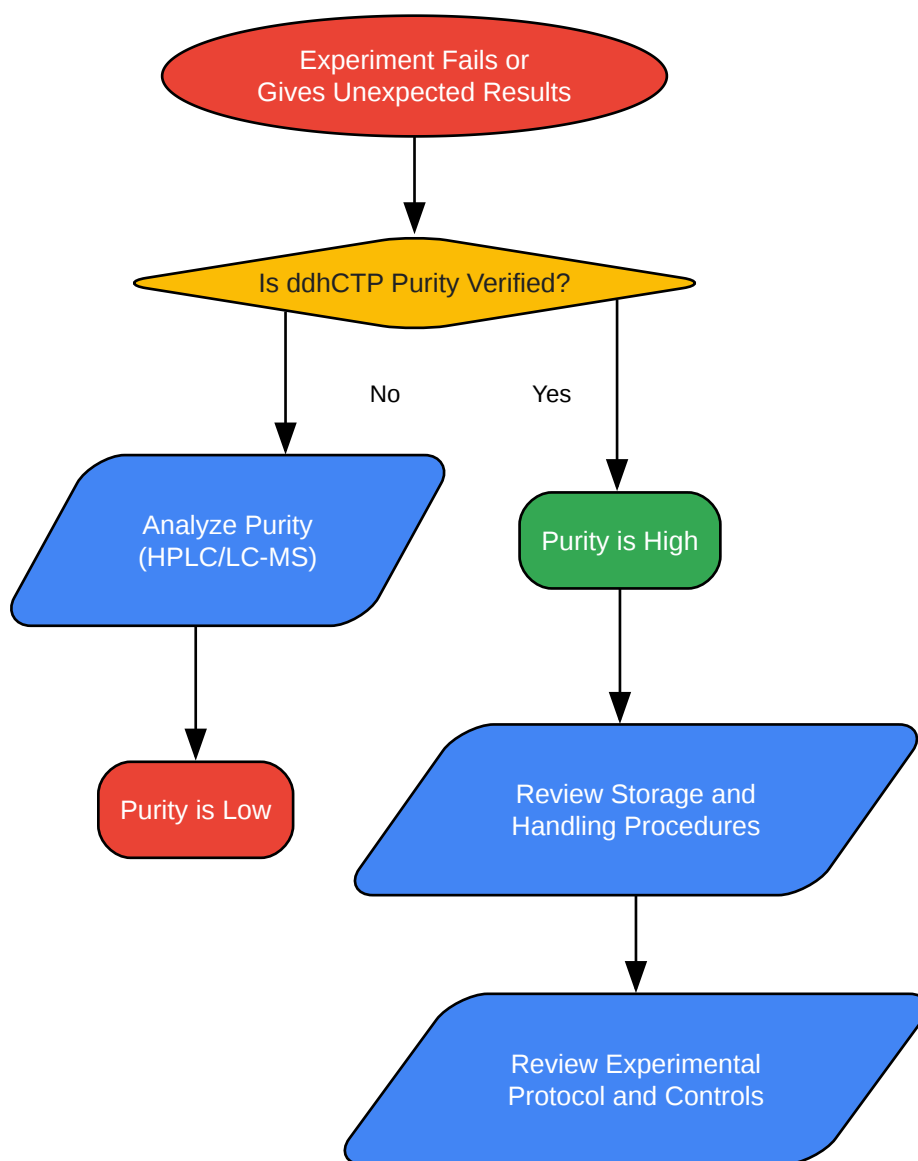 Experiment Fails or
Gives Unexpected Results
Is ddhCTP Purity Verified?
No
Yes
Analyze Purity
(HPLC/LC-MS)
Purity is High
Purity is Low
Review Storage and
Handling Procedures
Review Experimental
Protocol and Controls